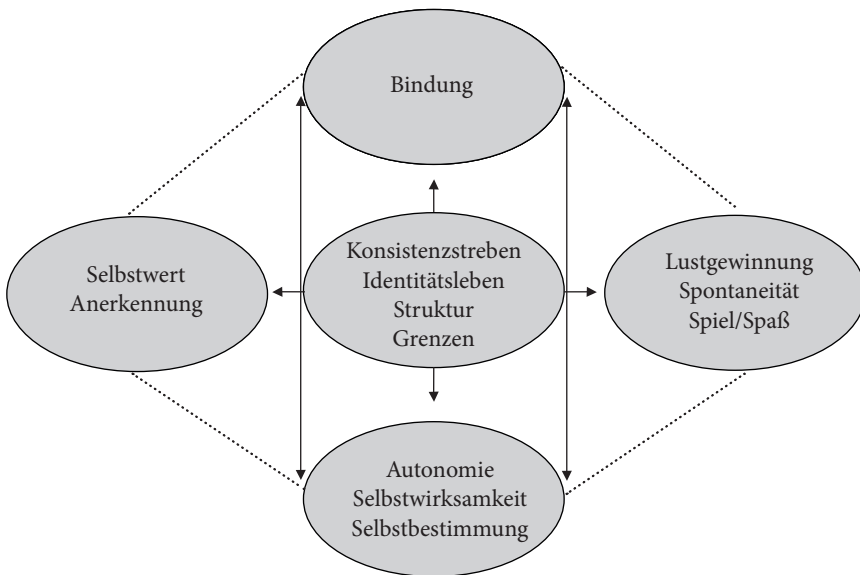 Bindung
Selbstwert
Anerkennung
Konsistenzstreben
Identitätsleben
Struktur
Grenzen
Lustgewinnung
Spontaneität
Spiel/Spaß
Autonomie
Selbstwirksamkeit
Selbstbestimmung